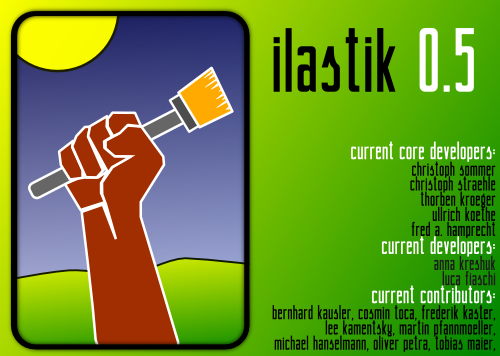 ilastik 0.5
current core developers:
christoph sommer
christoph straehle
thorben kroeger
ullrich koethe
fred a. hamprecht
current developers:
anna kreshuk
luca fiaschi
current contributors:
bernhard kausler, cosmin toca, frederik kaster,
lee kamentsky, martin pfannmoeller,
michael hanselmann, oliver petra, tobias maier,